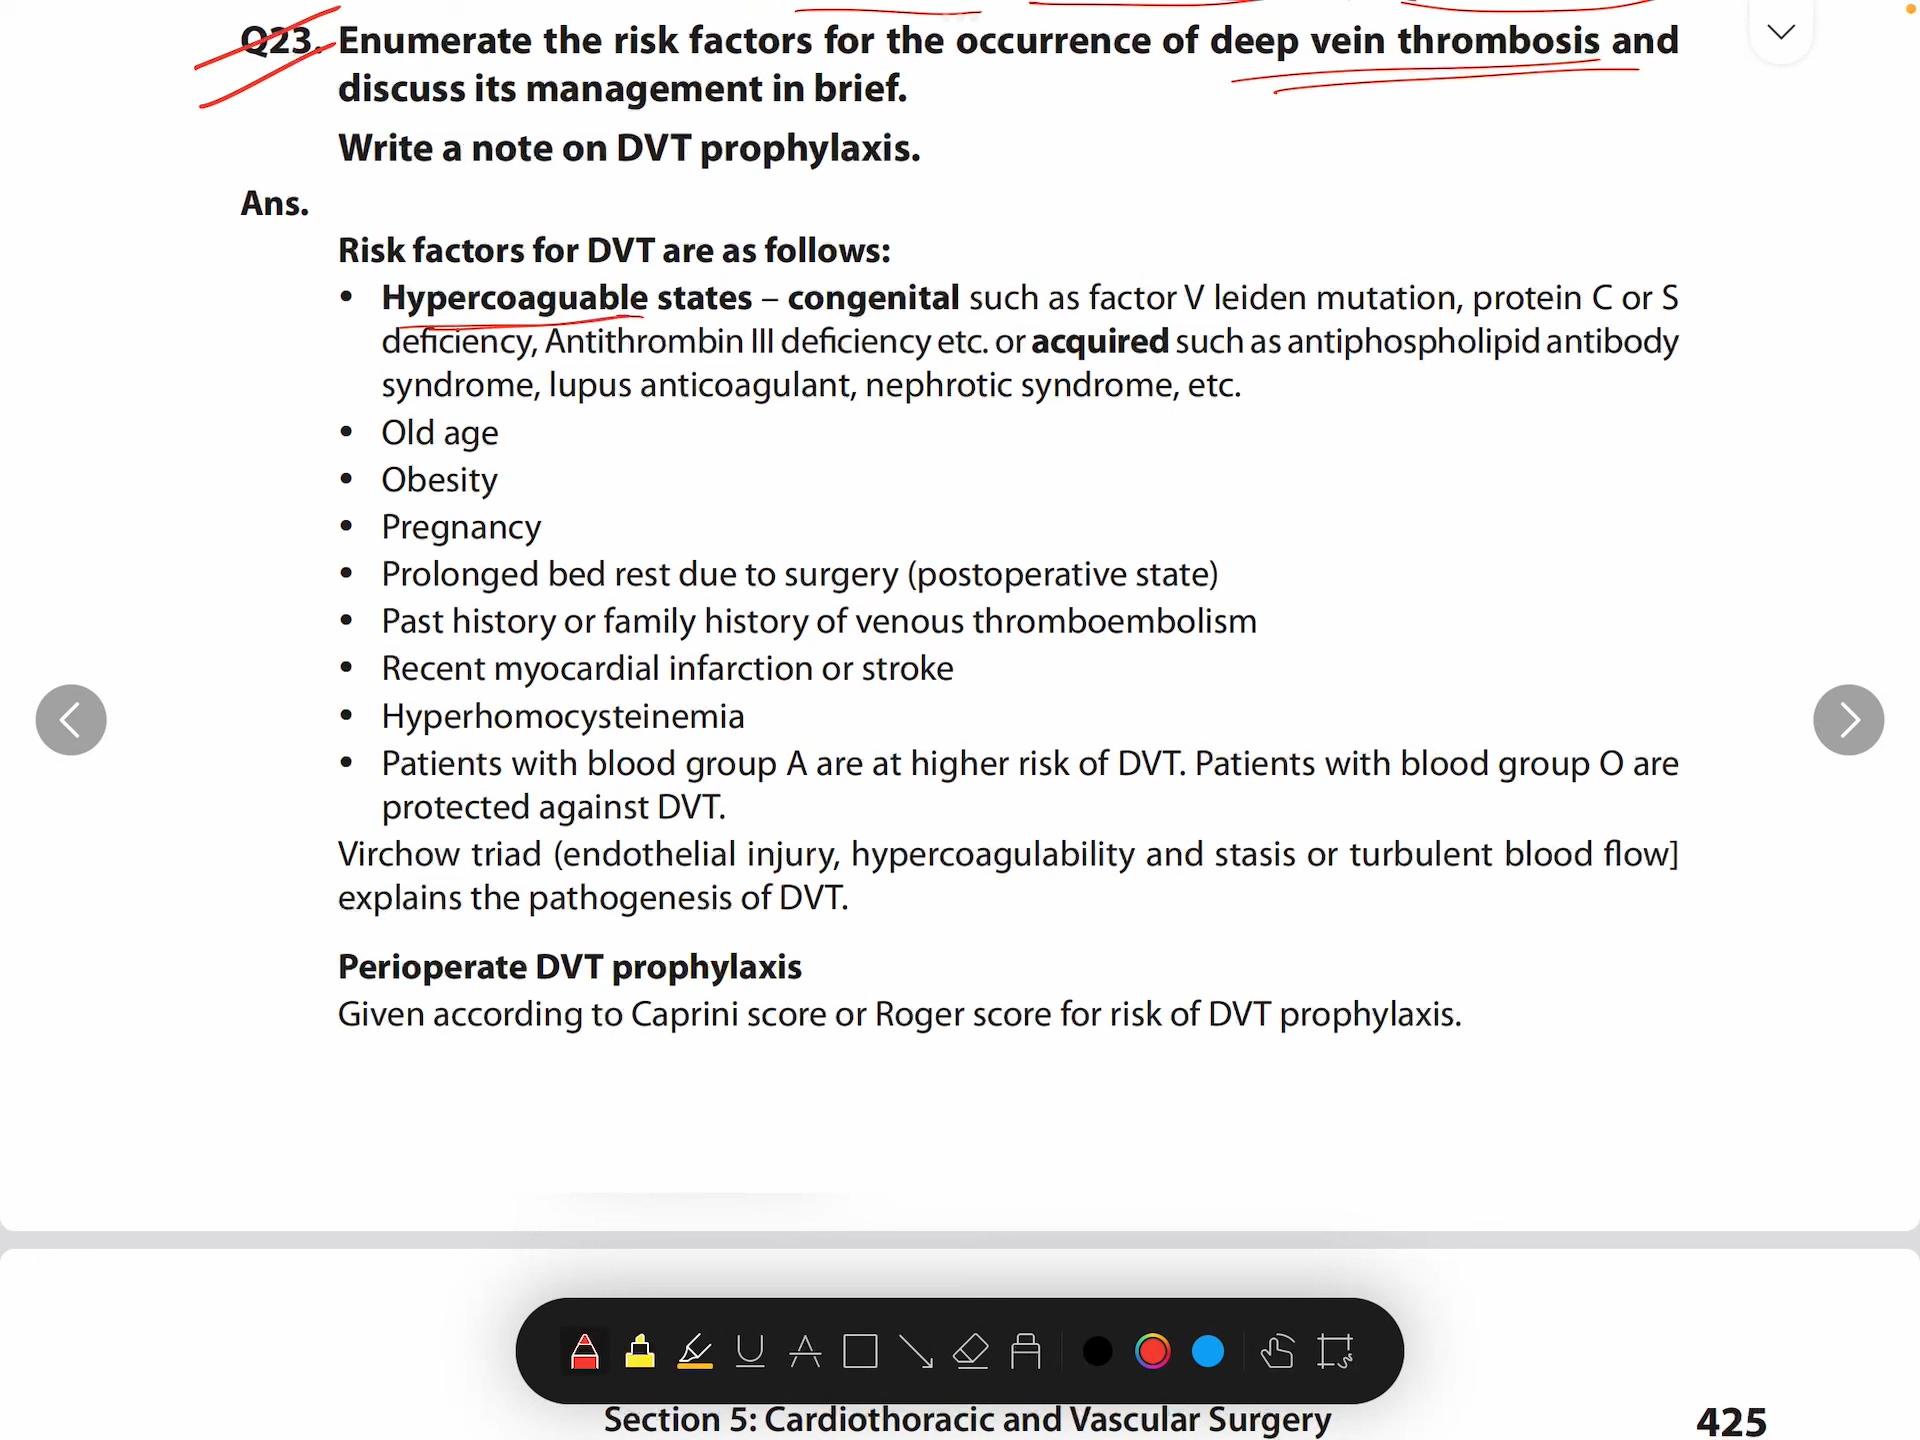 Q23. Enumerate the risk factors for the occurrence of deep vein thrombosis and
discuss its management in brief.
Write a note on DVT prophylaxis.
Ans.
Risk factors for DVT are as follows:
• Hypercoaguable states – congenital such as factor V leiden mutation, protein C or S
deficiency, Antithrombin III deficiency etc. or acquired such as antiphospholipid antibody
syndrome, lupus anticoagulant, nephrotic syndrome, etc.
• Old age
• Obesity
• Pregnancy
• Prolonged bed rest due to surgery (postoperative state)
• Past history or family history of venous thromboembolism
• Recent myocardial infarction or stroke
• Hyperhomocysteinemia
• Patients with blood group A are at higher risk of DVT. Patients with blood group O are
protected against DVT.
Virchow triad (endothelial injury, hypercoagulability and stasis or turbulent blood flow]
explains the pathogenesis of DVT.
Perioperate DVT prophylaxis
Given according to Caprini score or Roger score for risk of DVT prophylaxis.
Section 5: Cardiothoracic and Vascular Surgery
425